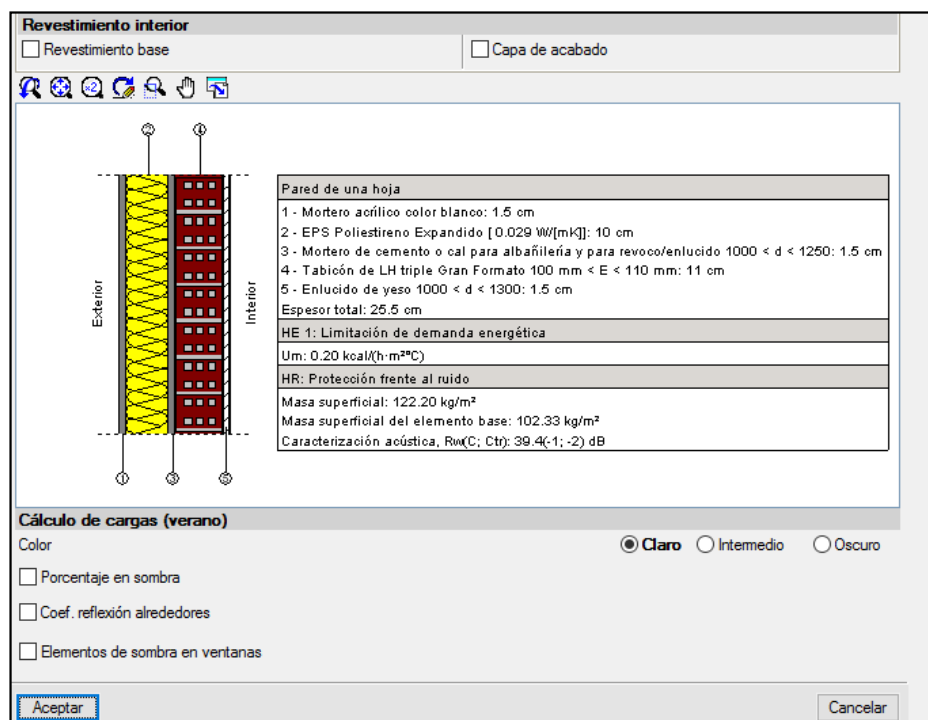 Revestimiento interior
Revestimiento base
Capa de acabado
x2
2 4
Exterior
Interior
1 3 5
Pared de una hoja
1 - Mortero acrílico color blanco: 1.5 cm
2 - EPS Poliestireno Expandido [ 0.029 W/[mK]]: 10 cm
3 - Mortero de cemento o cal para albañilería y para revoco/enlucido 1000 < d < 1250: 1.5 cm
4 - Tabicón de LH triple Gran Formato 100 mm < E < 110 mm: 11 cm
5 - Enlucido de yeso 1000 < d < 1300: 1.5 cm
Espesor total: 25.5 cm
HE 1: Limitación de demanda energética
Um: 0.20 kcal/(h·m²°C)
HR: Protección frente al ruido
Masa superficial: 122.20 kg/m²
Masa superficial del elemento base: 102.33 kg/m²
Caracterización acústica, Rw(C; Ctr): 39.4(-1; -2) dB
Cálculo de cargas (verano)
Color
Claro
Intermedio
Oscuro
Porcentaje en sombra
Coef. reflexión alrededores
Elementos de sombra en ventanas
Aceptar
Cancelar